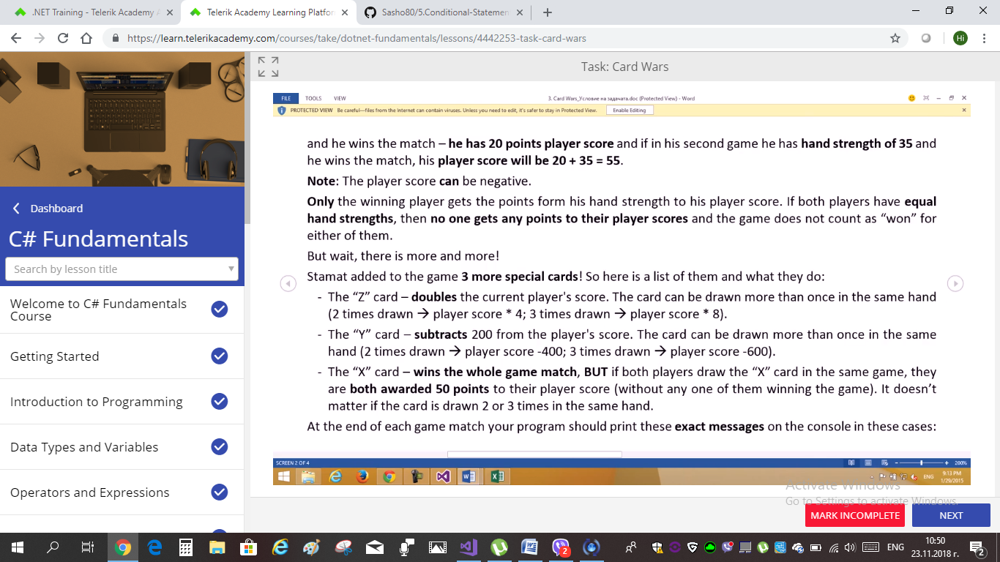 .NET Training - Telerik Academy A
Telerik Academy Learning Platfor
Sasho80/5.Conditional-Statemen
https://learn.telerikacademy.com/courses/take/dotnet-fundamentals/lessons/4442253-task-card-wars
Hi
Dashboard
C# Fundamentals
Search by lesson title
Welcome to C# Fundamentals
Course
Getting Started
Introduction to Programming
Data Types and Variables
Operators and Expressions
Task: Card Wars
FILE TOOLS VIEW
3. Card Wars_Условие на задачата.doc (Protected View) - Word
PROTECTED VIEW Be careful—files from the Internet can contain viruses. Unless you need to edit, it's safer to stay in Protected View. Enable Editing
and he wins the match – he has 20 points player score and if in his second game he has hand strength of 35 and
he wins the match, his player score will be 20 + 35 = 55.
Note: The player score can be negative.
Only the winning player gets the points form his hand strength to his player score. If both players have equal
hand strengths, then no one gets any points to their player scores and the game does not count as “won” for
either of them.
But wait, there is more and more!
Stamat added to the game 3 more special cards! So here is a list of them and what they do:
- The “Z” card – doubles the current player's score. The card can be drawn more than once in the same hand
(2 times drawn → player score * 4; 3 times drawn → player score * 8).
- The “Y” card – subtracts 200 from the player's score. The card can be drawn more than once in the same
hand (2 times drawn → player score -400; 3 times drawn → player score -600).
- The “X” card – wins the whole game match, BUT if both players draw the “X” card in the same game, they
are both awarded 50 points to their player score (without any one of them winning the game). It doesn’t
matter if the card is drawn 2 or 3 times in the same hand.
At the end of each game match your program should print these exact messages on the console in these cases:
SCREEN 2 OF 4
200%
ENG
9:13 PM
1/29/2015
Activate Windows
Go to Settings to activate Windows.
MARK INCOMPLETE
NEXT
2
ENG
10:50
23.11.2018 г.
2